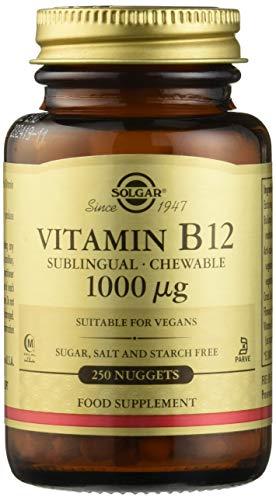 SOLGAR®
Since 1947
VITAMIN B12
SUBLINGUAL · CHEWABLE
1000 µg
SUITABLE FOR VEGANS
SUGAR, SALT AND STARCH FREE
PARVE
250 NUGGETS
FOOD SUPPLEMENT